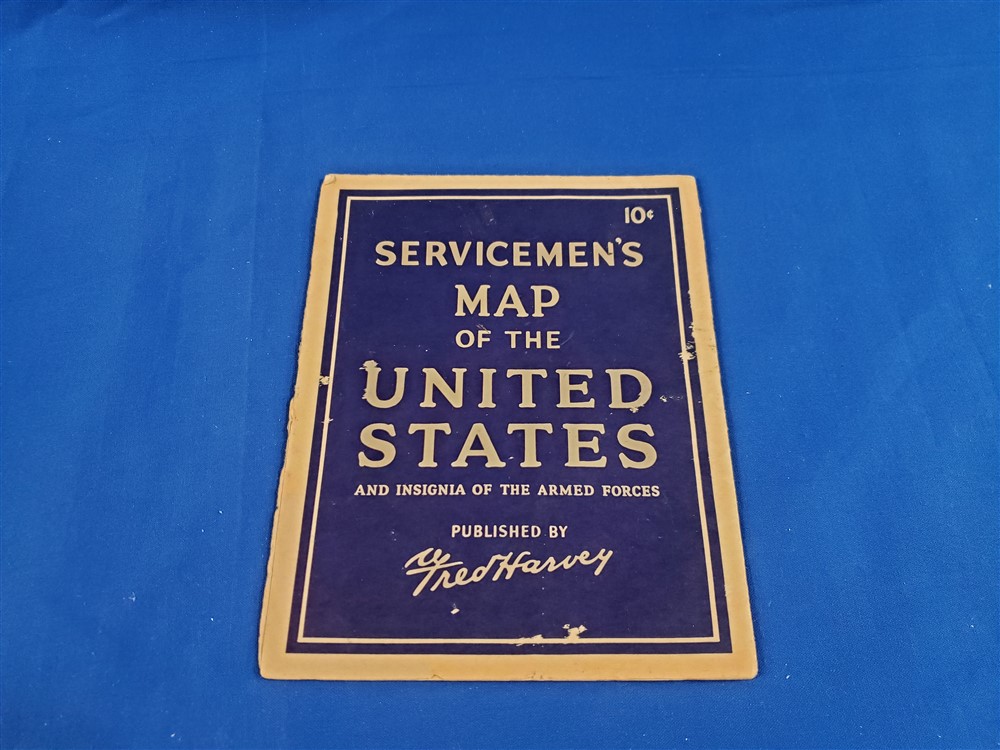 10¢
SERVICEMEN'S
MAP
OF THE
UNITED
STATES
AND INSIGNIA OF THE ARMED FORCES
PUBLISHED BY
Fred Harvey